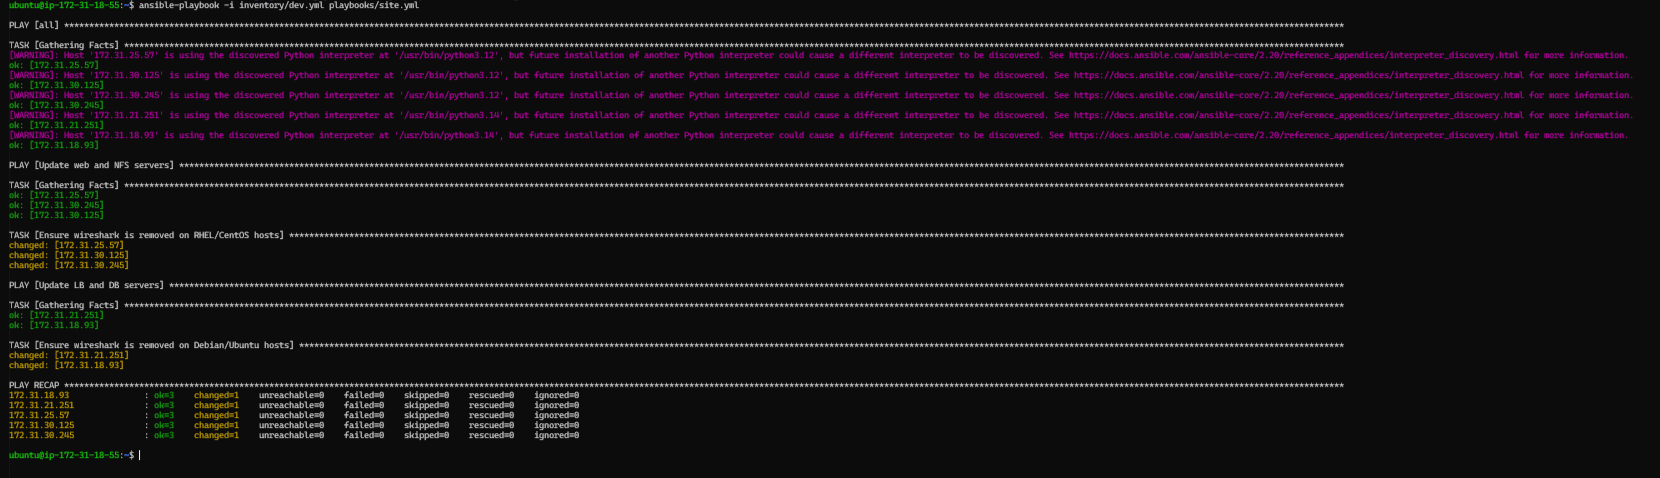 ubuntu@ip-172-31-18-55:~$ ansible-playbook -i inventory/dev.yml playbooks/site.yml
PLAY [all] ****************************************************************************************************************************************************************************************************************************************************************
TASK [Gathering Facts] ****************************************************************************************************************************************************************************************************************************************************
[WARNING]: Host '172.31.25.57' is using the discovered Python interpreter at '/usr/bin/python3.12', but future installation of another Python interpreter could cause a different interpreter to be discovered. See https://docs.ansible.com/ansible-core/2.20/reference_appendices/interpreter_discovery.html for more information.
ok: [172.31.25.57]
[WARNING]: Host '172.31.30.125' is using the discovered Python interpreter at '/usr/bin/python3.12', but future installation of another Python interpreter could cause a different interpreter to be discovered. See https://docs.ansible.com/ansible-core/2.20/reference_appendices/interpreter_discovery.html for more information.
ok: [172.31.30.125]
[WARNING]: Host '172.31.30.245' is using the discovered Python interpreter at '/usr/bin/python3.12', but future installation of another Python interpreter could cause a different interpreter to be discovered. See https://docs.ansible.com/ansible-core/2.20/reference_appendices/interpreter_discovery.html for more information.
ok: [172.31.30.245]
[WARNING]: Host '172.31.21.251' is using the discovered Python interpreter at '/usr/bin/python3.14', but future installation of another Python interpreter could cause a different interpreter to be discovered. See https://docs.ansible.com/ansible-core/2.20/reference_appendices/interpreter_discovery.html for more information.
ok: [172.31.21.251]
[WARNING]: Host '172.31.18.93' is using the discovered Python interpreter at '/usr/bin/python3.14', but future installation of another Python interpreter could cause a different interpreter to be discovered. See https://docs.ansible.com/ansible-core/2.20/reference_appendices/interpreter_discovery.html for more information.
ok: [172.31.18.93]
PLAY [Update web and NFS servers] *****************************************************************************************************************************************************************************************************************************************
TASK [Gathering Facts] ****************************************************************************************************************************************************************************************************************************************************
ok: [172.31.25.57]
ok: [172.31.30.245]
ok: [172.31.30.125]
TASK [Ensure wireshark is removed on RHEL/CentOS hosts] *******************************************************************************************************************************************************************************************************************
changed: [172.31.25.57]
changed: [172.31.30.125]
changed: [172.31.30.245]
PLAY [Update LB and DB servers] *******************************************************************************************************************************************************************************************************************************************
TASK [Gathering Facts] ****************************************************************************************************************************************************************************************************************************************************
ok: [172.31.21.251]
ok: [172.31.18.93]
TASK [Ensure wireshark is removed on Debian/Ubuntu hosts] *****************************************************************************************************************************************************************************************************************
changed: [172.31.21.251]
changed: [172.31.18.93]
PLAY RECAP ****************************************************************************************************************************************************************************************************************************************************************
172.31.18.93 : ok=3 changed=1 unreachable=0 failed=0 skipped=0 rescued=0 ignored=0
172.31.21.251 : ok=3 changed=1 unreachable=0 failed=0 skipped=0 rescued=0 ignored=0
172.31.25.57 : ok=3 changed=1 unreachable=0 failed=0 skipped=0 rescued=0 ignored=0
172.31.30.125 : ok=3 changed=1 unreachable=0 failed=0 skipped=0 rescued=0 ignored=0
172.31.30.245 : ok=3 changed=1 unreachable=0 failed=0 skipped=0 rescued=0 ignored=0
ubuntu@ip-172-31-18-55:~$